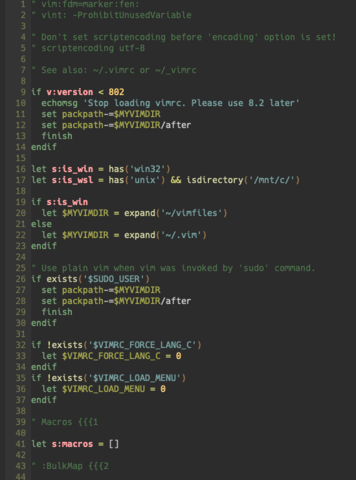 1 " vim:fdm=marker:fen:
2 " vint: -ProhibitUnusedVariable
3
4 " Don't set scriptencoding before 'encoding' option is set!
5 " scriptencoding utf-8
6
7 " See also: ~/.vimrc or ~/_vimrc
8
9 if v:version < 802
10   echomsg 'Stop loading vimrc. Please use 8.2 later'
11   set packpath-=$MYVIMDIR
12   set packpath-=$MYVIMDIR/after
13   finish
14 endif
15
16 let s:is_win = has('win32')
17 let s:is_wsl = has('unix') && isdirectory('/mnt/c/')
18
19 if s:is_win
20   let $MYVIMDIR = expand('~/vimfiles')
21 else
22   let $MYVIMDIR = expand('~/.vim')
23 endif
24
25 " Use plain vim when vim was invoked by 'sudo' command.
26 if exists('$SUDO_USER')
27   set packpath-=$MYVIMDIR
28   set packpath-=$MYVIMDIR/after
29   finish
30 endif
31
32 if !exists('$VIMRC_FORCE_LANG_C')
33   let $VIMRC_FORCE_LANG_C = 0
34 endif
35 if !exists('$VIMRC_LOAD_MENU')
36   let $VIMRC_LOAD_MENU = 0
37 endif
38
39 " Macros {{{1
40
41 let s:macros = []
42
43 " :BulkMap {{{2
44